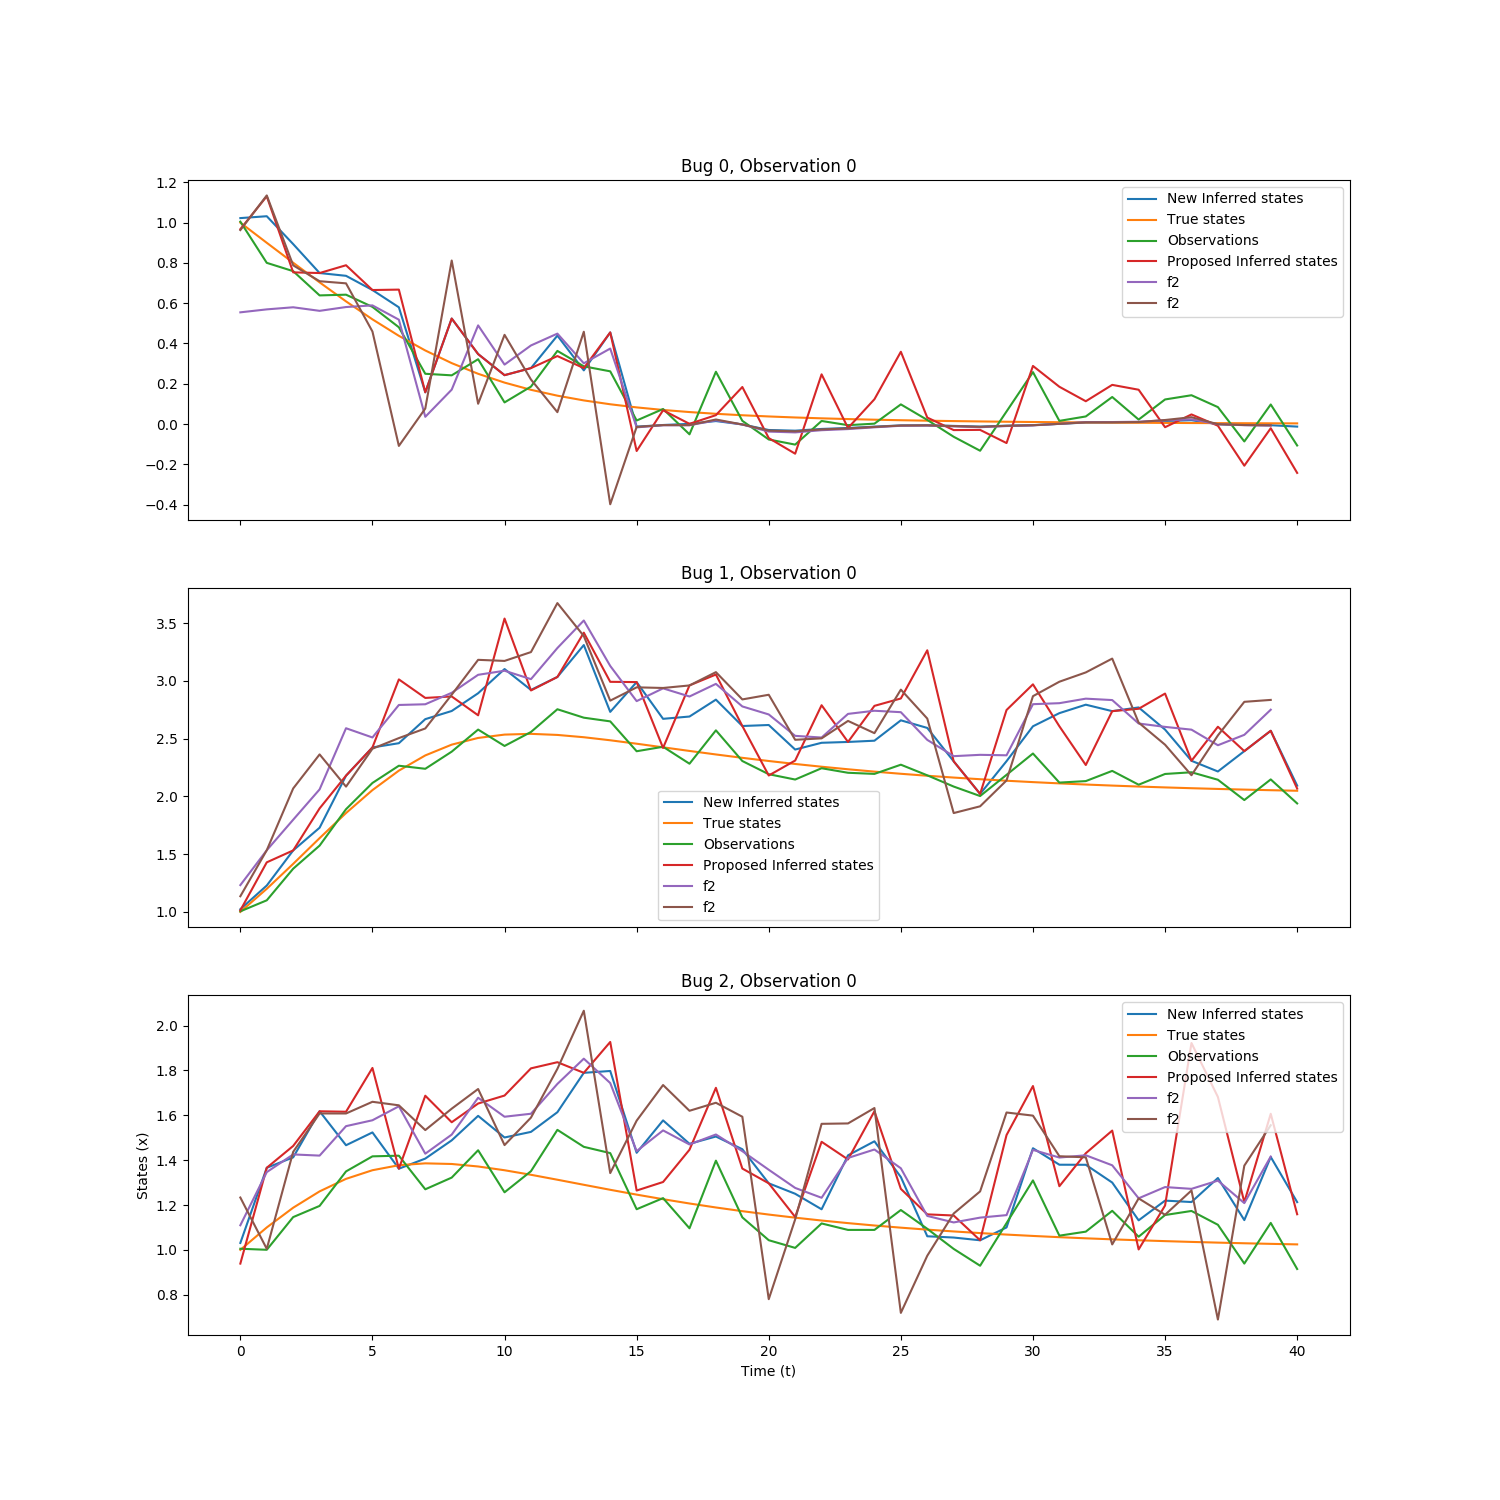 Bug 0, Observation 0
1.2
1.0
0.8
0.6
0.4
0.2
0.0
−0.2
−0.4
New Inferred states
True states
Observations
Proposed Inferred states
f2
f2
Bug 1, Observation 0
3.5
3.0
2.5
2.0
1.5
1.0
New Inferred states
True states
Observations
Proposed Inferred states
f2
f2
Bug 2, Observation 0
2.0
1.8
1.6
1.4
1.2
1.0
0.8
States (x)
New Inferred states
True states
Observations
Proposed Inferred states
f2
f2
0 5 10 15 20 25 30 35 40
Time (t)